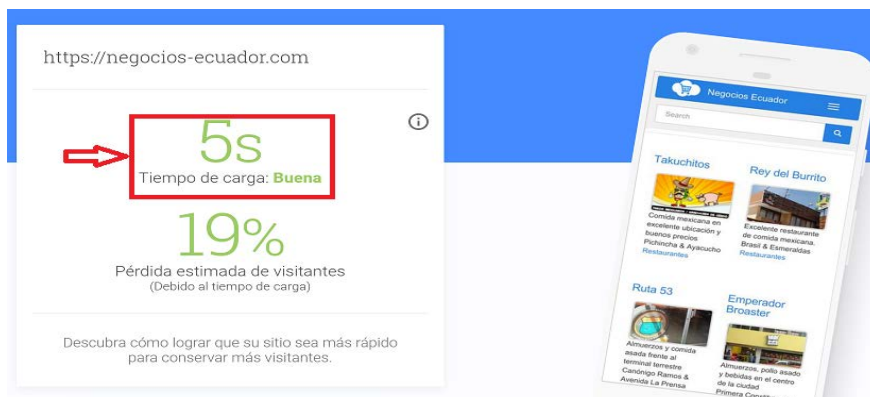 https://negocios-ecuador.com
5s
Tiempo de carga: Buena
19%
Pérdida estimada de visitantes
(Debido al tiempo de carga)
Descubra cómo lograr que su sitio sea más rápido
para conservar más visitantes.
Negocios Ecuador
Search
Takuchitos
Comida mexicana en
excelente ubicación y
buenos precios
Pichincha & Ayacucho
Restaurantes
Rey del Burrito
Excelente restaurante
de comida mexicana.
Brasil & Esmeraldas
Restaurantes
Ruta 53
Almuerzos y comida
asada frente al
terminal terrestre
Canónigo Ramos &
Avenida La Prensa
Emperador
Broaster
Almuerzos, pollo asado
y bebidas en el centro
de la ciudad